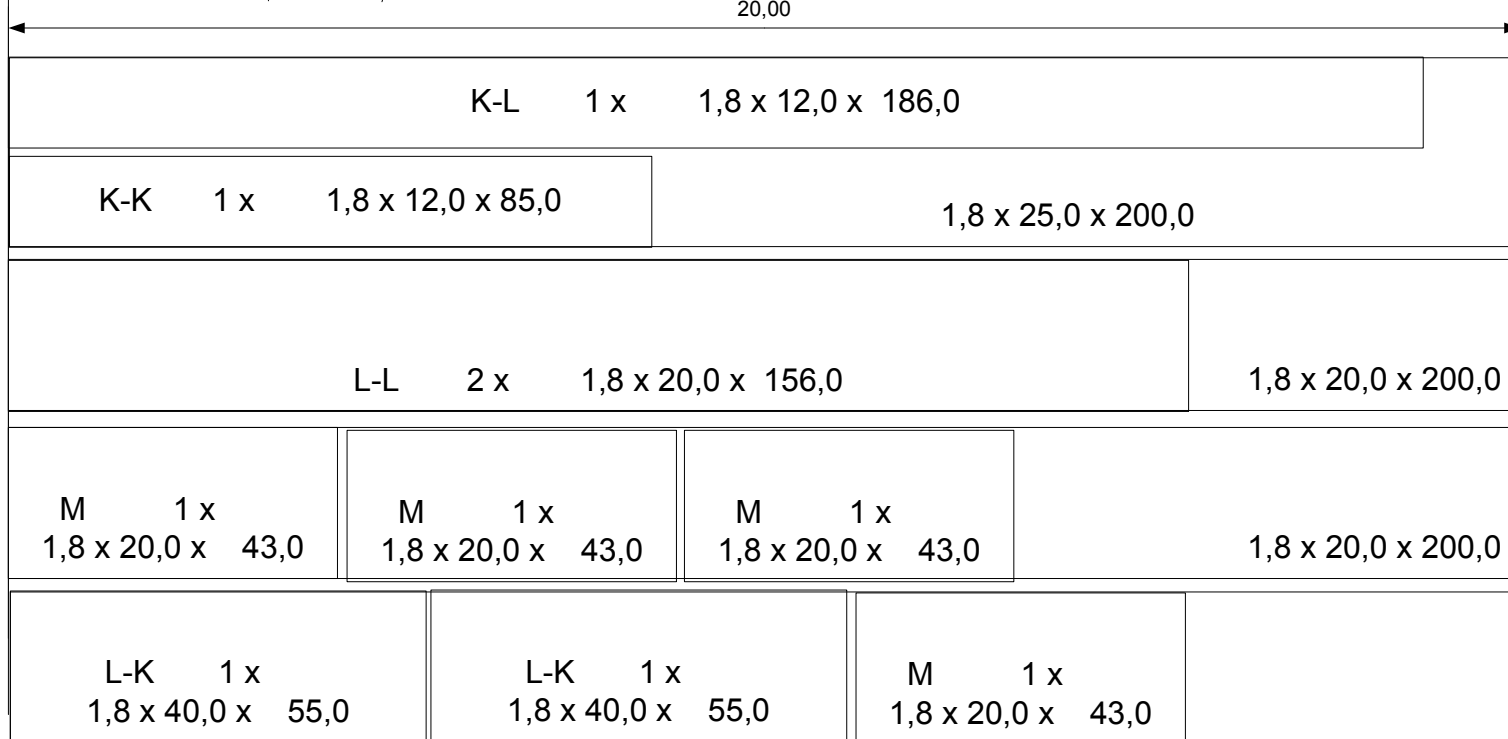 20,00
K-L 1 x 1,8 x 12,0 x 186,0
K-K 1 x 1,8 x 12,0 x 85,0
1,8 x 25,0 x 200,0
L-L 2 x 1,8 x 20,0 x 156,0
1,8 x 20,0 x 200,0
M 1 x
1,8 x 20,0 x 43,0
M 1 x
1,8 x 20,0 x 43,0
M 1 x
1,8 x 20,0 x 43,0
1,8 x 20,0 x 200,0
L-K 1 x
1,8 x 40,0 x 55,0
L-K 1 x
1,8 x 40,0 x 55,0
M 1 x
1,8 x 20,0 x 43,0